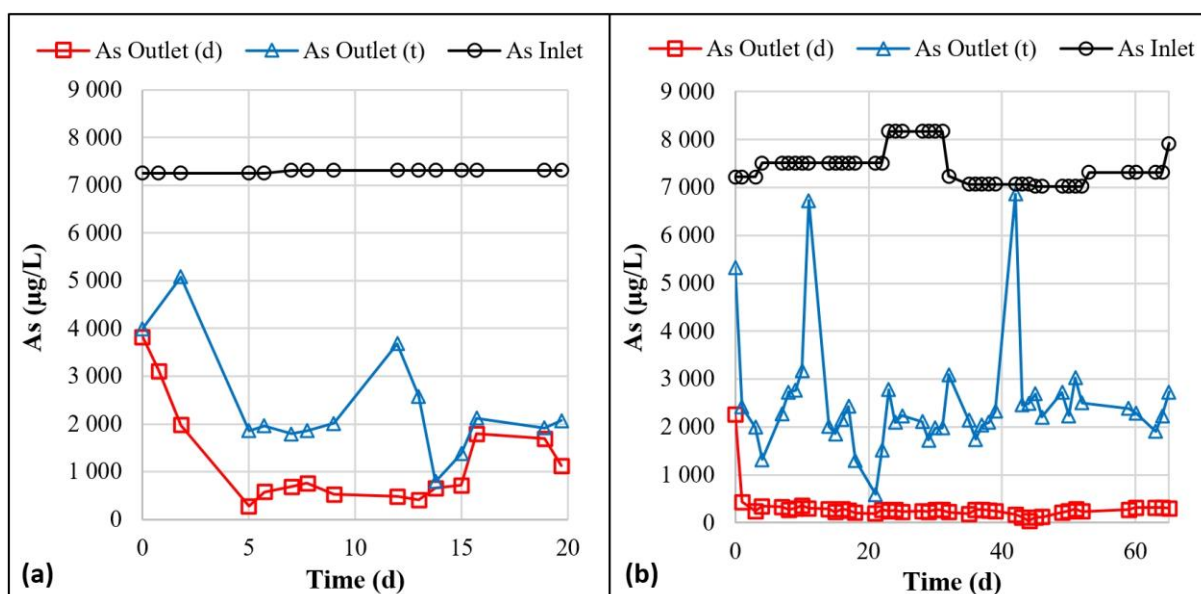 As Outlet (d) As Outlet (t) As Inlet
9 000
8 000
7 000
6 000
5 000
4 000
3 000
2 000
1 000
0
As (µg/L)
0 5 10 15 20
Time (d)
(a)
As Outlet (d) As Outlet (t) As Inlet
9 000
8 000
7 000
6 000
5 000
4 000
3 000
2 000
1 000
0
As (µg/L)
0 20 40 60
Time (d)
(b)